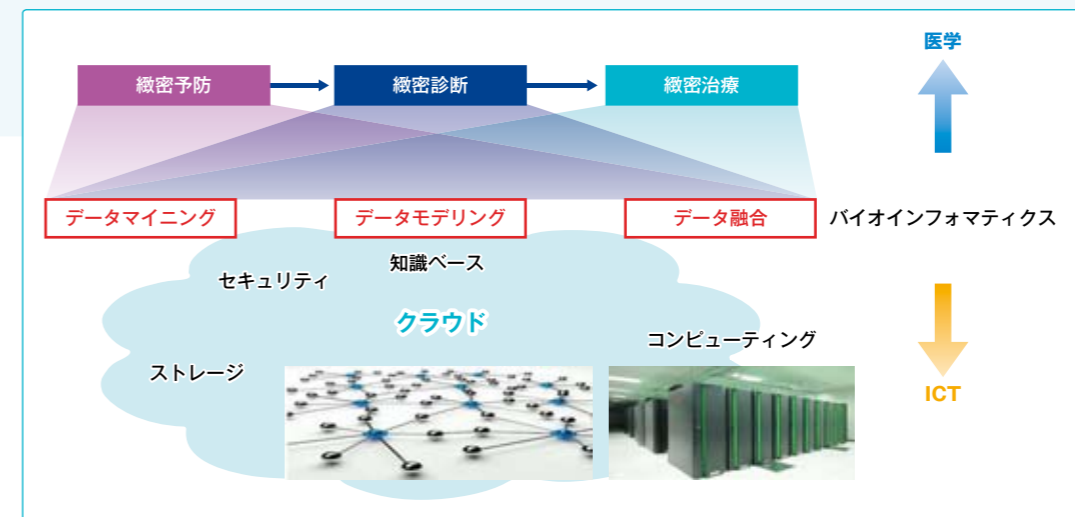 医学
緻密予防
緻密診断
緻密治療
データマイニング
データモデリング
データ融合
バイオインフォマティクス
知識ベース
セキュリティ
クラウド
コンピューティング
ストレージ
ICT